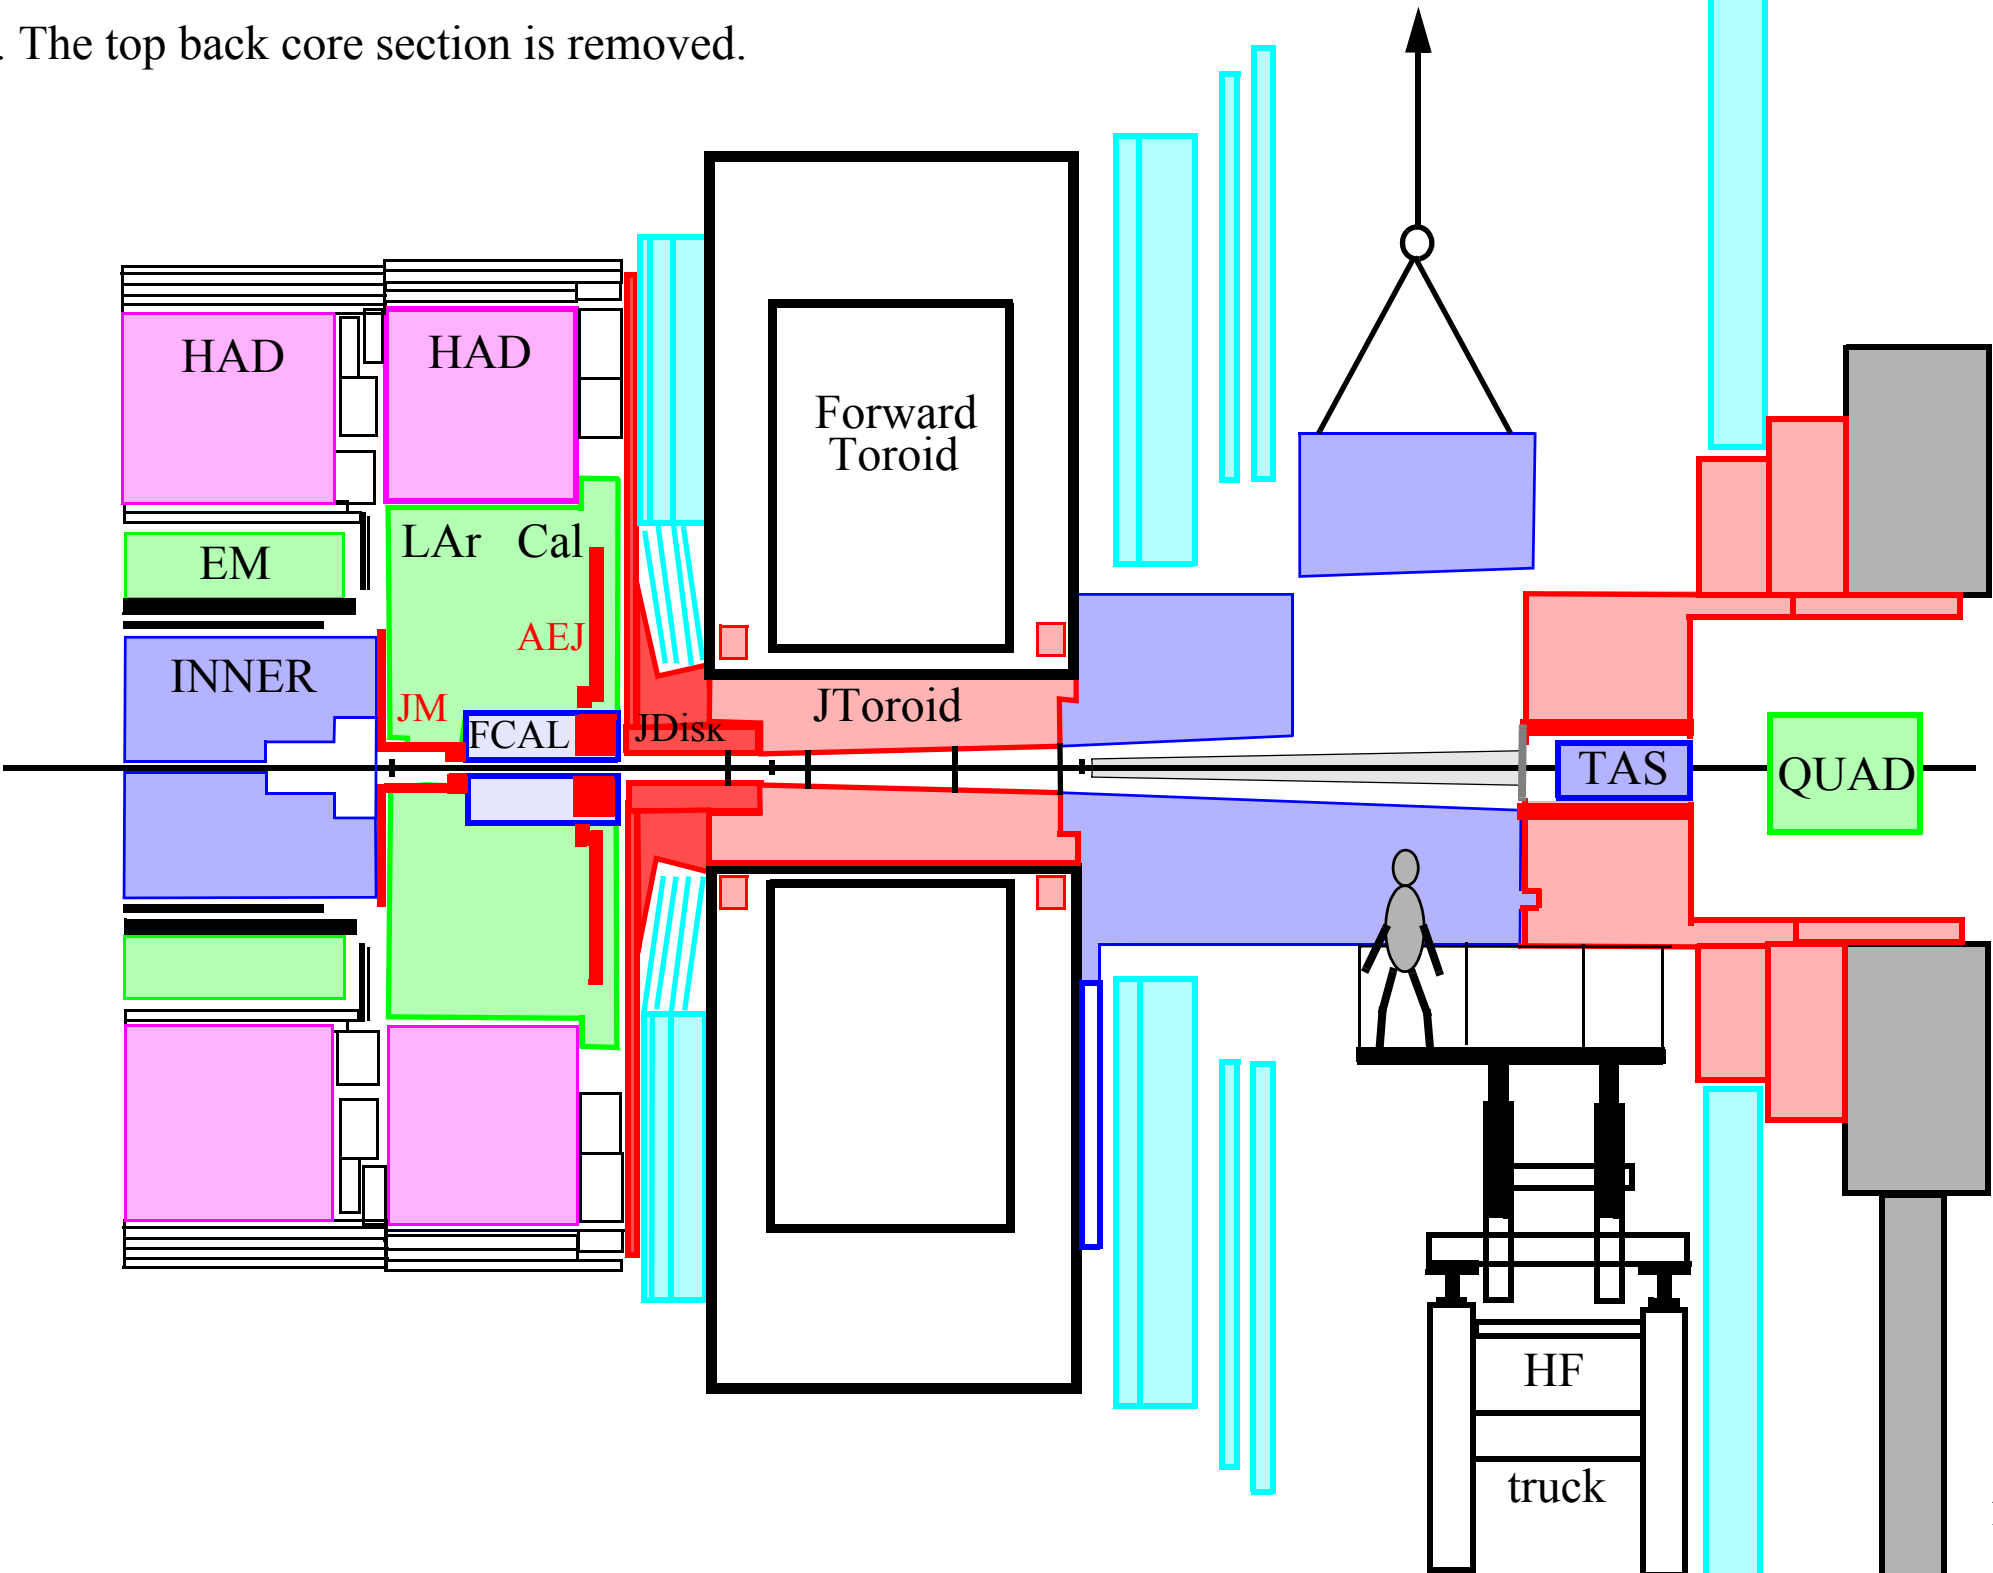 . The top back core section is removed.
HAD
HAD
Forward
Toroid
LAr Cal
EM
AEJ
INNER
JM
FCAL
JDisk
JToroid
TAS
QUAD
HF
truck